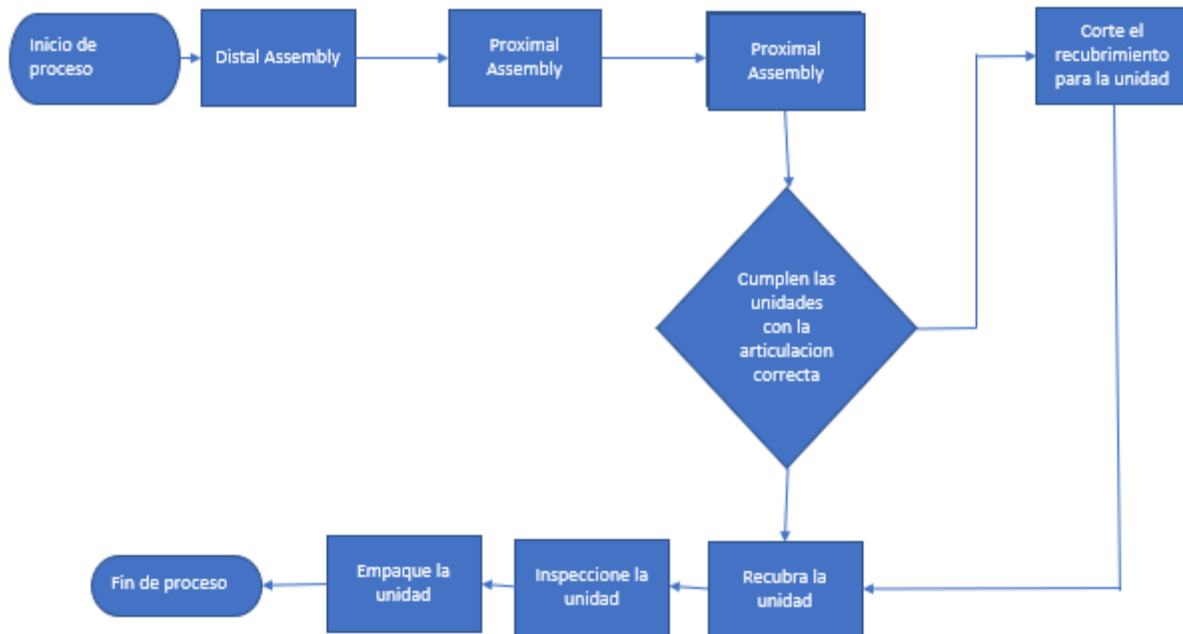 Inicio de
proceso
Distal Assembly
Proximal
Assembly
Proximal
Assembly
Corte el
recubrimiento
para la unidad
Cumplen las
unidades
con la
articulacion
correcta
Fin de proceso
Empaque la
unidad
Inspeccione la
unidad
Recubra la
unidad